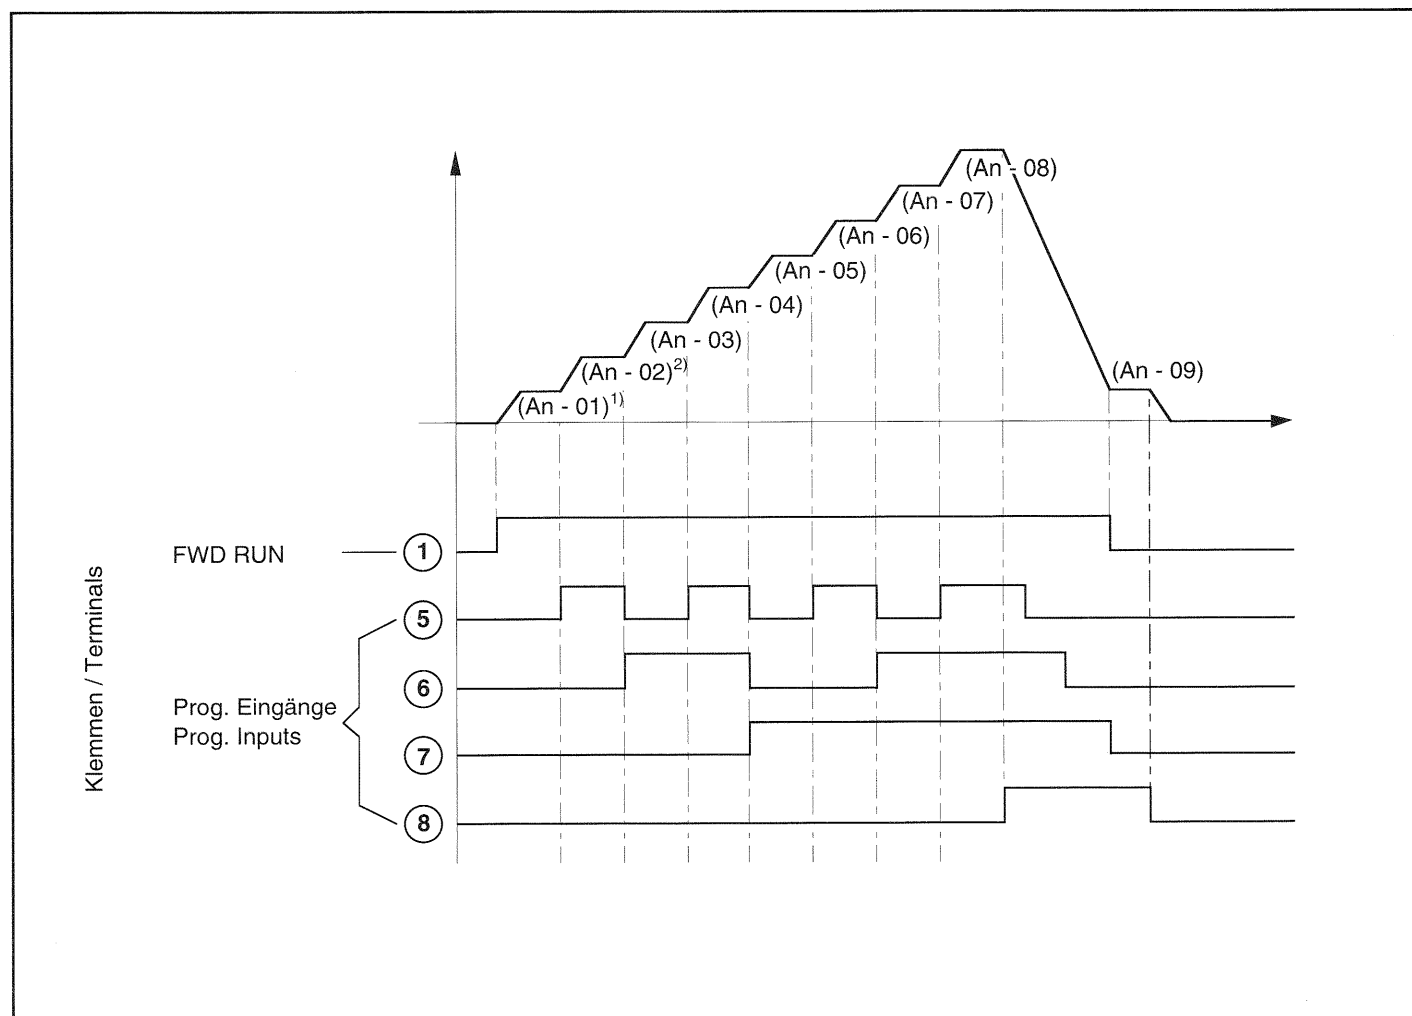 (An - 08)
(An - 07)
(An - 06)
(An - 05)
(An - 04)
(An - 03)
(An - 02)2)
(An - 01)1)
(An - 09)
FWD RUN
1
5
6
7
8
Prog. Eingänge
Prog. Inputs
Klemmen / Terminals